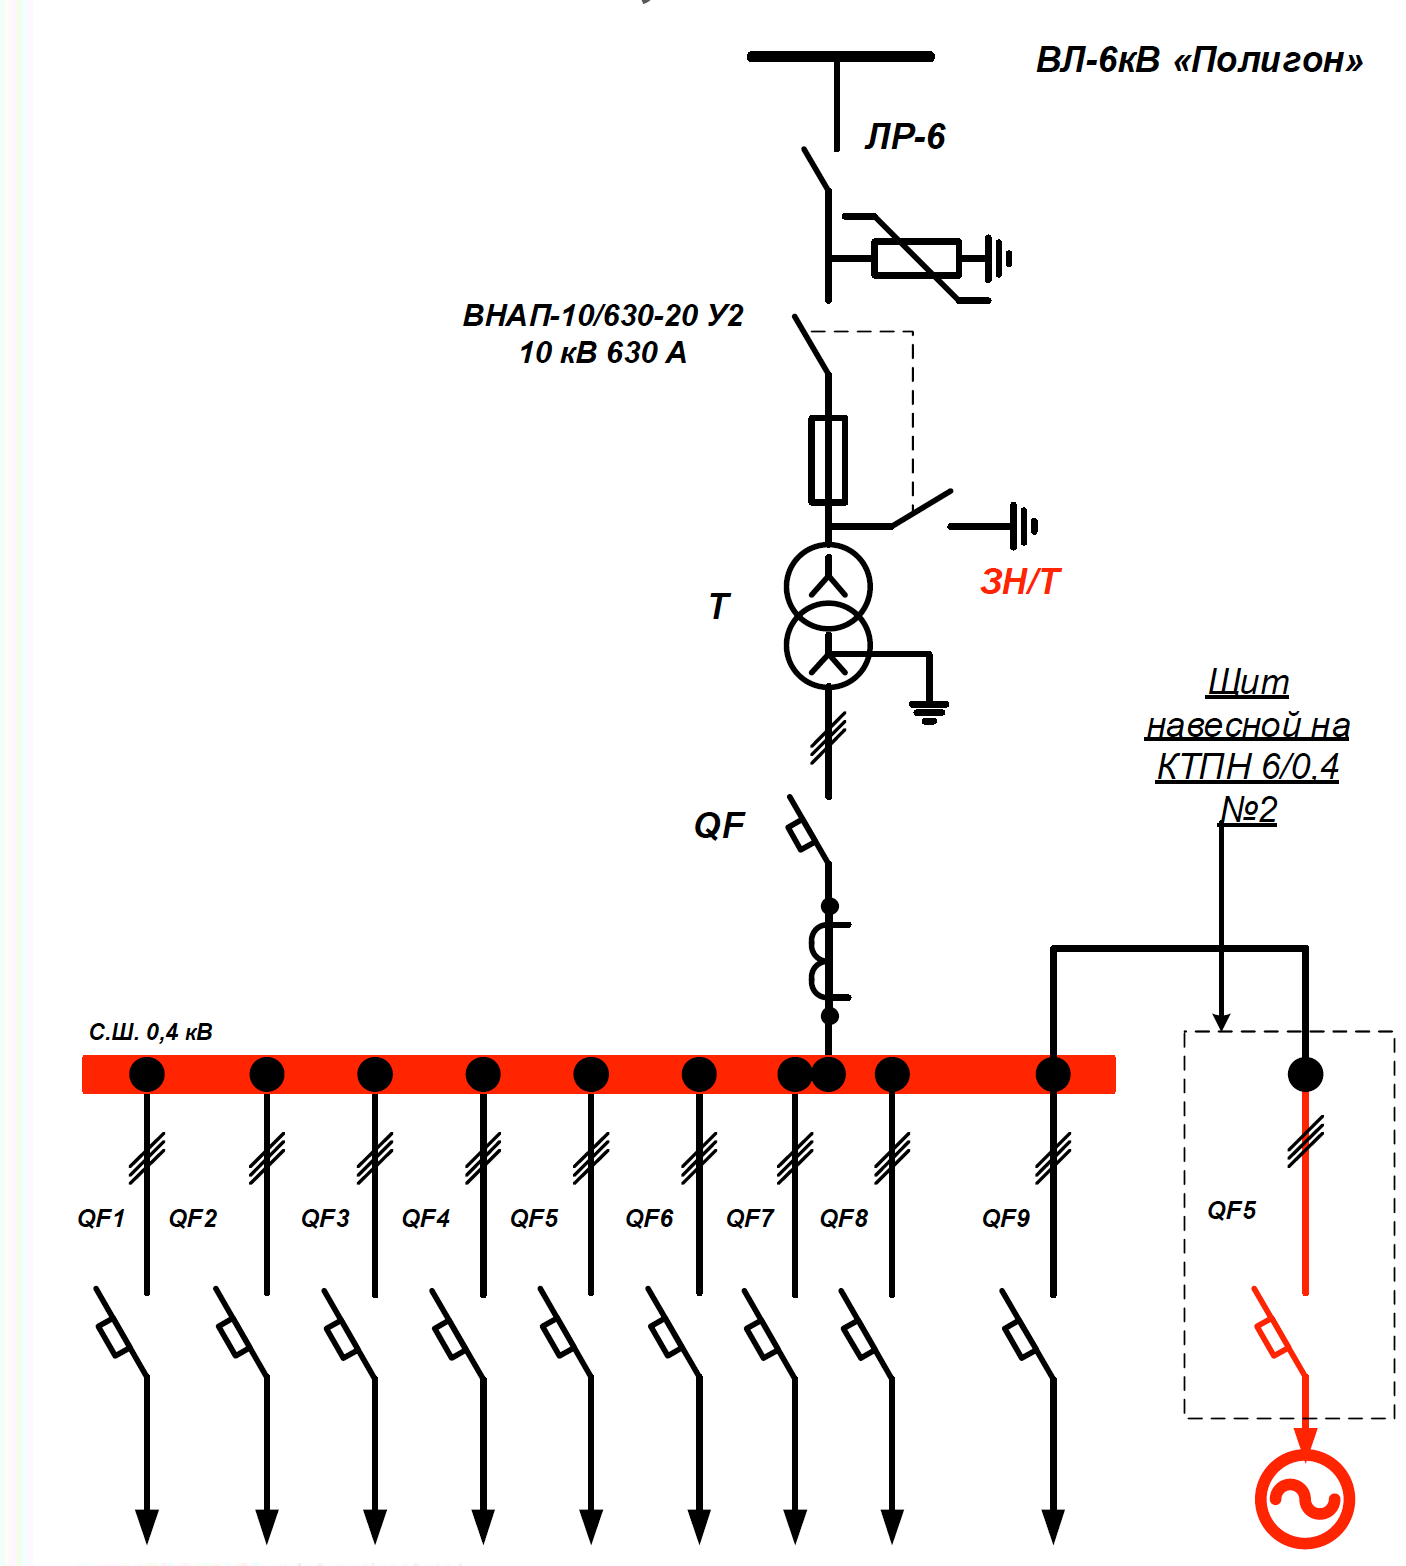 ВЛ-6кВ «Полигон»
ЛР-6
ВНАП-10/630-20 У2
10 кВ 630 А
ЗН/Т
Т
Щит
навесной на
КТПН 6/0,4
№2
QF
С.Ш. 0,4 кВ
QF1 QF2 QF3 QF4 QF5 QF6 QF7 QF8 QF9 QF5